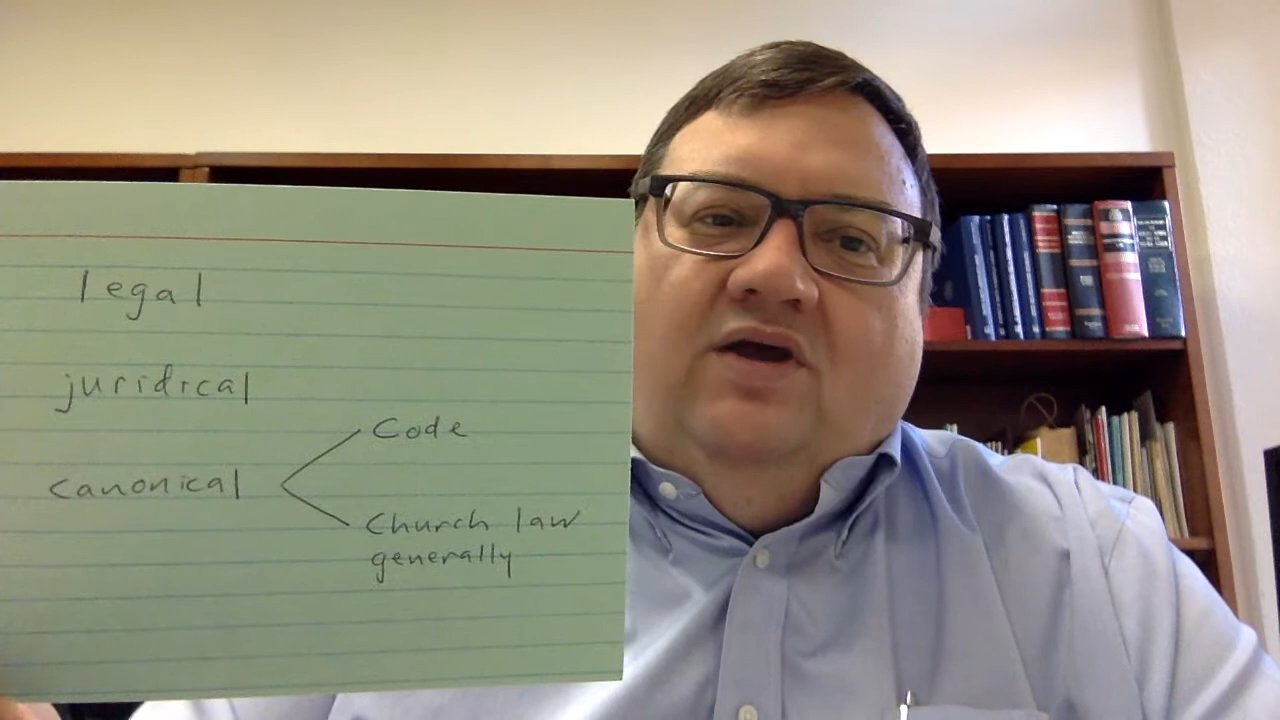 legal
juridical
Code
canonical
Church law
generally